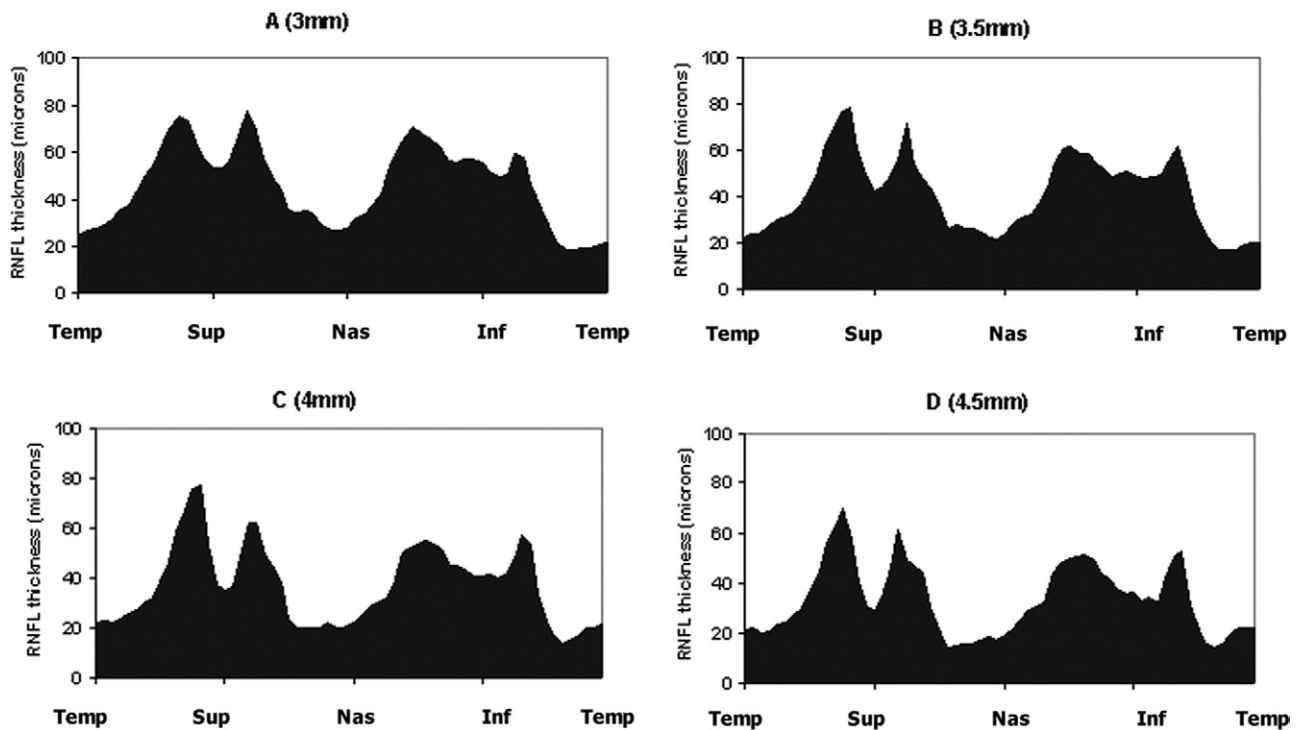 A (3mm)
RNFL thickness (microns)
100
80
60
40
20
0
Temp Sup Nas Inf Temp
B (3.5mm)
RNFL thickness (microns)
100
80
60
40
20
0
Temp Sup Nas Inf Temp
C (4mm)
RNFL thickness (microns)
100
80
60
40
20
0
Temp Sup Nas Inf Temp
D (4.5mm)
RNFL thickness (microns)
100
80
60
40
20
0
Temp Sup Nas Inf Temp